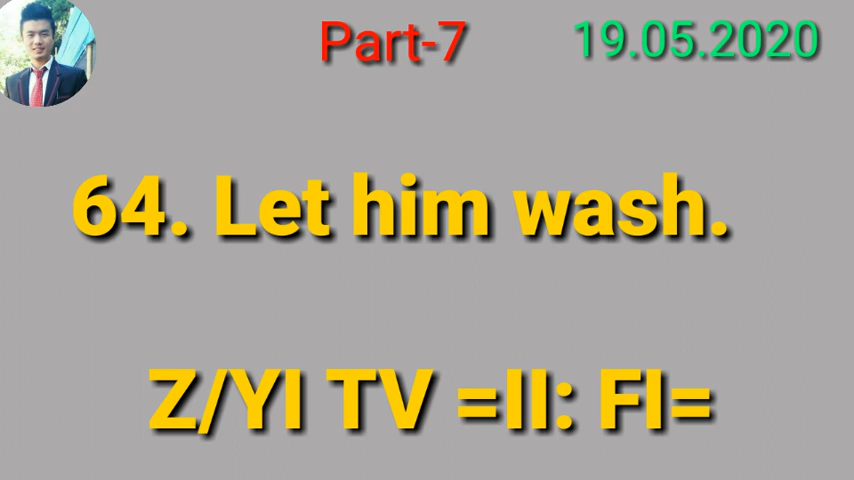 Part-7 19.05.2020
64. Let him wash.
Z/YI TV =II: FI=